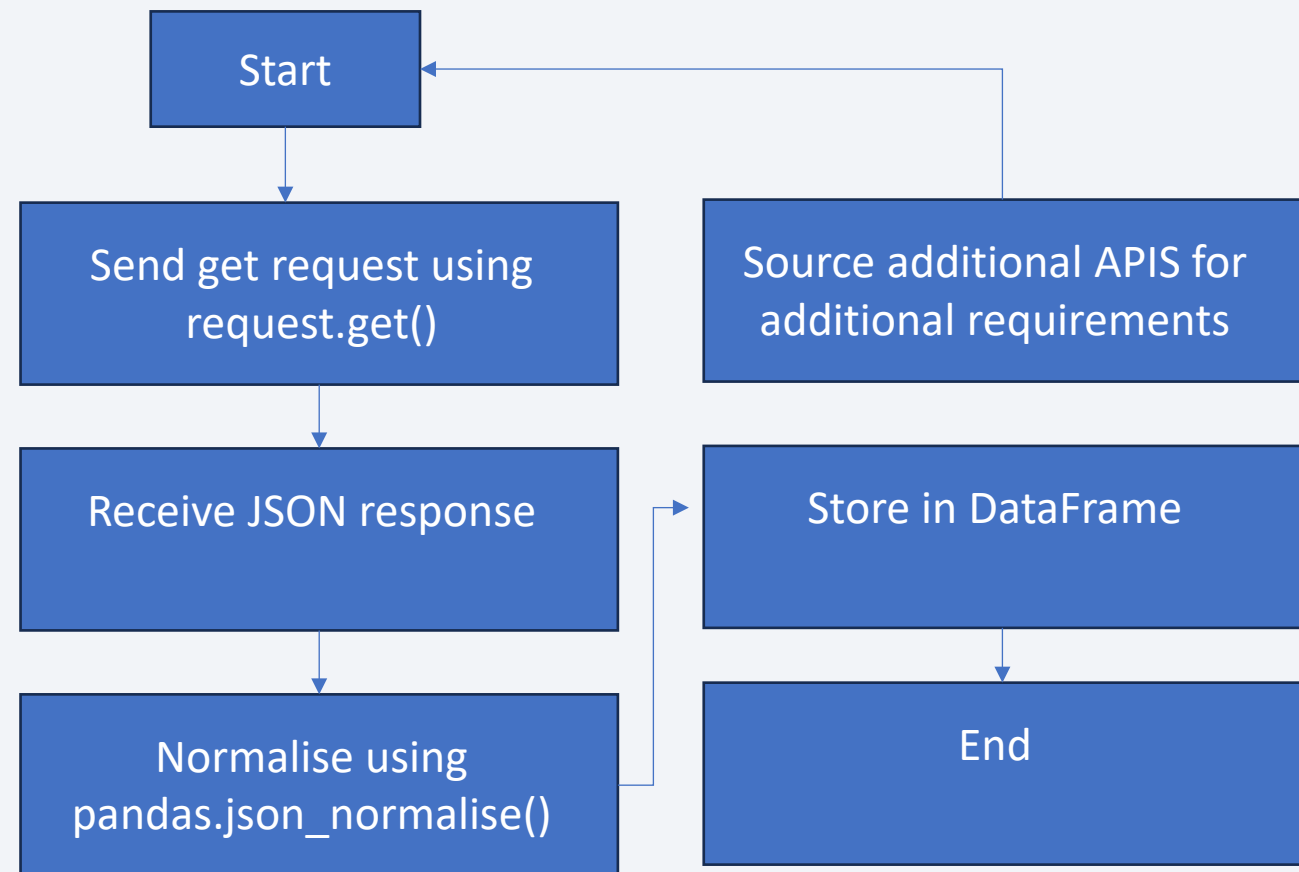 Start
Send get request using
request.get()
Receive JSON response
Normalise using
pandas.json_normalise()
Source additional APIS for
additional requirements
Store in DataFrame
End